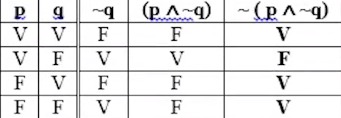 p q ~q (p ∧ ~q) ~ ( p ∧ ~q)
V V F F V
V F V V F
F V F F V
F F V F V